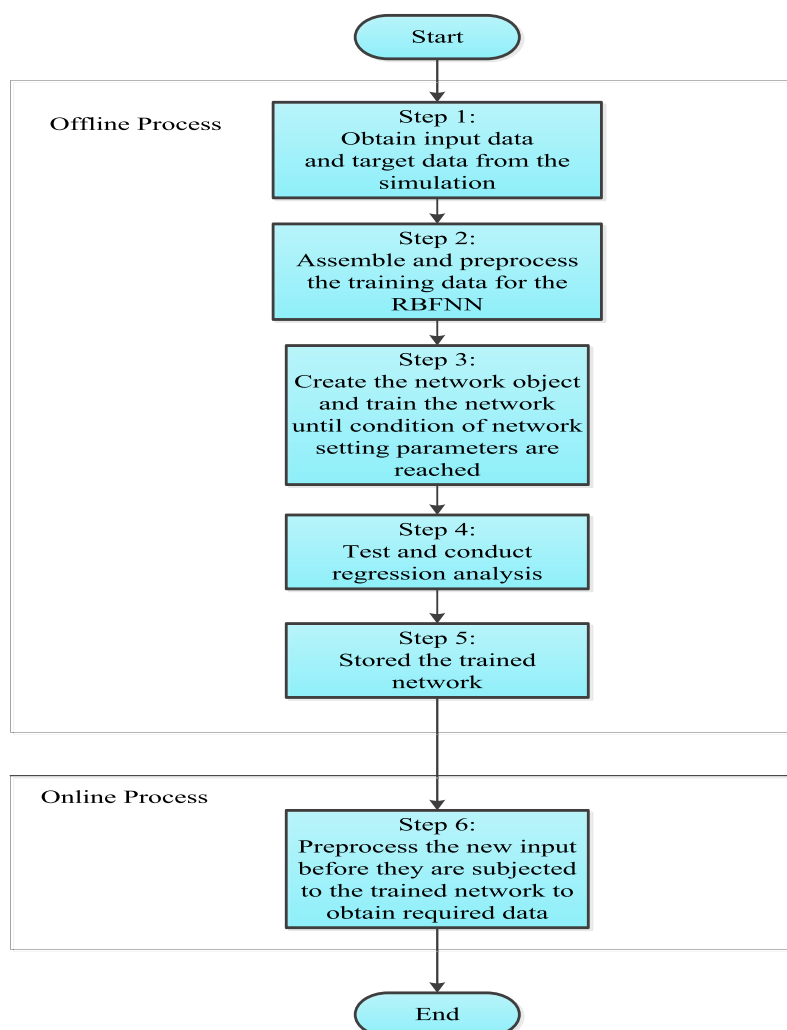 Start
Offline Process
Step 1:
Obtain input data
and target data from the
simulation
Step 2:
Assemble and preprocess
the training data for the
RBFNN
Step 3:
Create the network object
and train the network
until condition of network
setting parameters are
reached
Step 4:
Test and conduct
regression analysis
Step 5:
Stored the trained
network
Online Process
Step 6:
Preprocess the new input
before they are subjected
to the trained network to
obtain required data
End